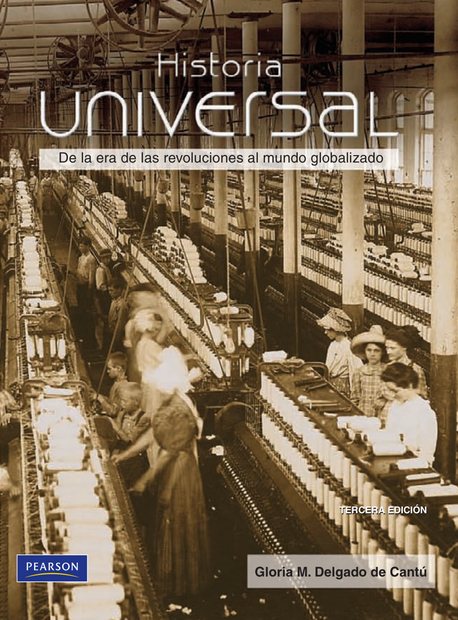 Historia
UNIVERSAL
De la era de las revoluciones al mundo globalizado
TERCERA EDICIÓN
PEARSON
Gloria M. Delgado de Cantú